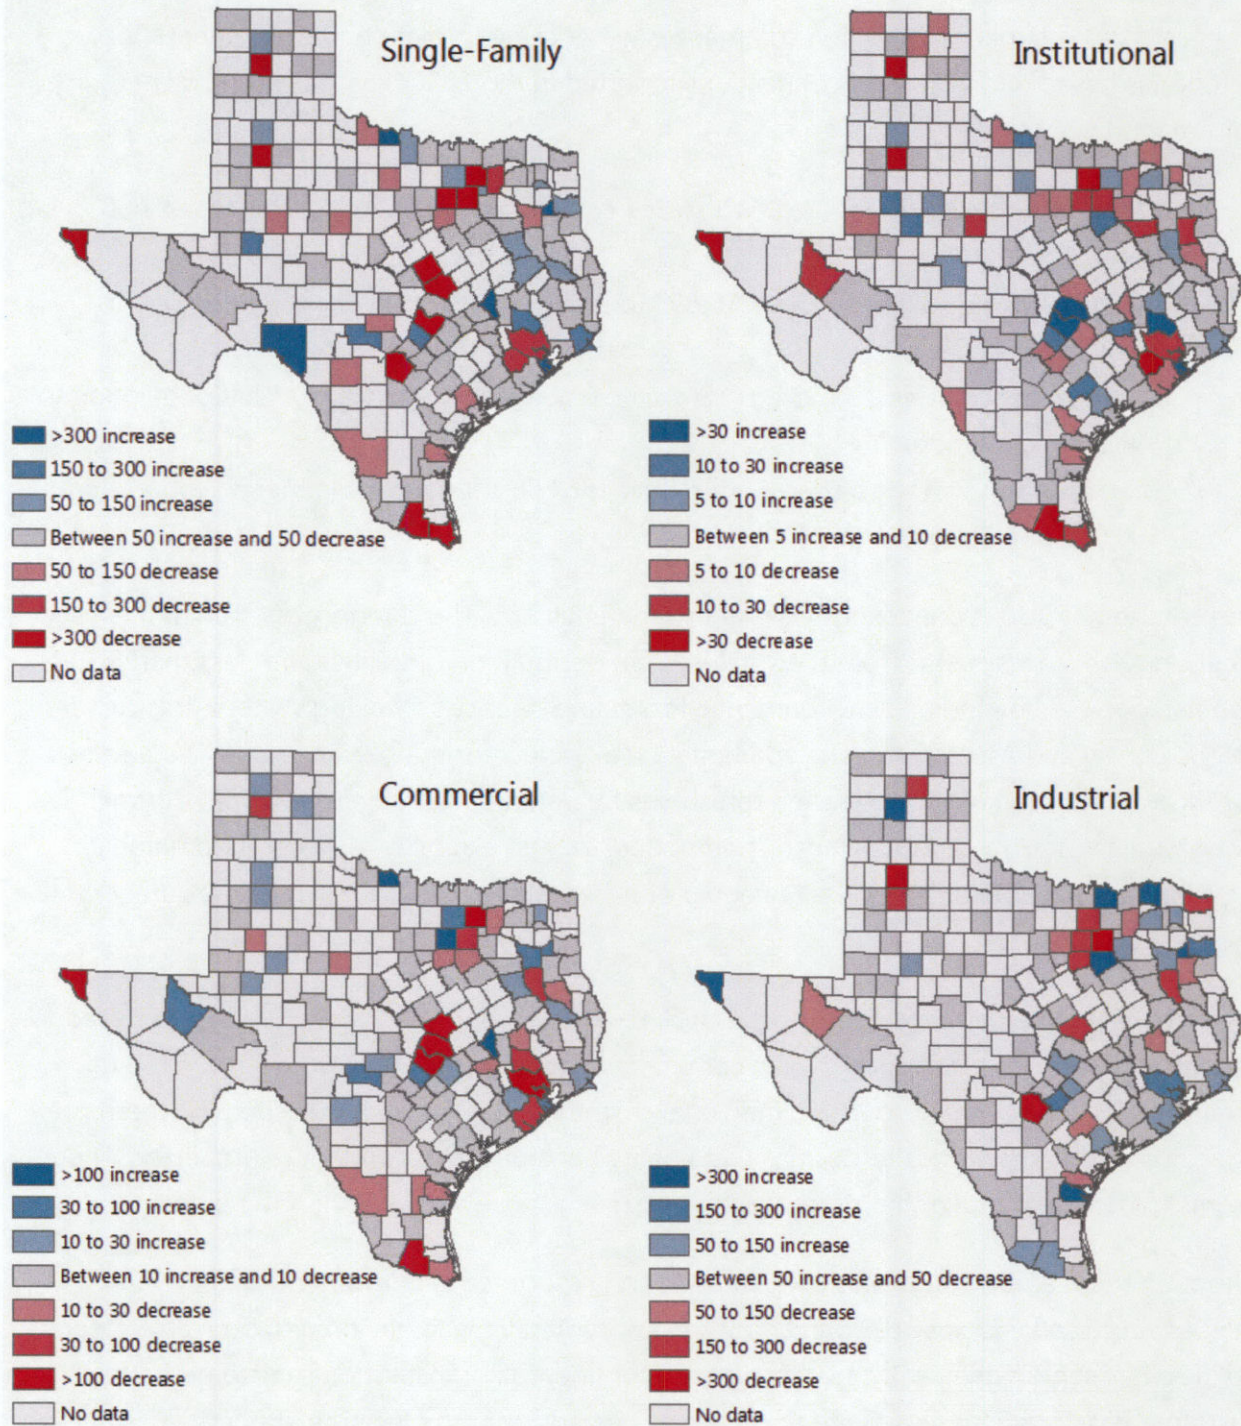 Single-Family
>300 increase
150 to 300 increase
50 to 150 increase
Between 50 increase and 50 decrease
50 to 150 decrease
150 to 300 decrease
>300 decrease
No data
Institutional
>30 increase
10 to 30 increase
5 to 10 increase
Between 5 increase and 10 decrease
5 to 10 decrease
10 to 30 decrease
>30 decrease
No data
Commercial
>100 increase
30 to 100 increase
10 to 30 increase
Between 10 increase and 10 decrease
10 to 30 decrease
30 to 100 decrease
>100 decrease
No data
Industrial
>300 increase
150 to 300 increase
50 to 150 increase
Between 50 increase and 50 decrease
50 to 150 decrease
150 to 300 decrease
>300 decrease
No data